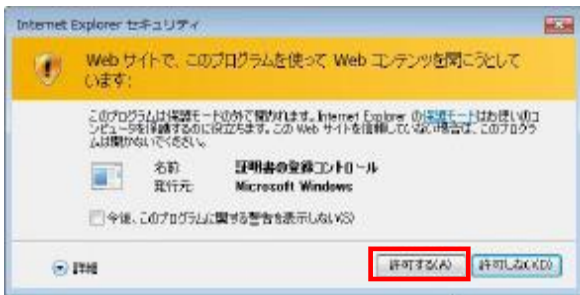 Internet Explorer セキュリティ
Web サイトで、このプログラムを使って Web コンテンツを開こうとして
います:
このプログラムは保護モードの外で開かれます。Internet Explorer の保護モードはお使いのコ
ンピュータを保護するのに役立ちます。この Web サイトを信頼していない場合は、このプログラ
ムは開かないでください。
名前: 証明書の登録コントロール
発行元: Microsoft Windows
今後、このプログラムに関する警告を表示しない(S)
詳細
許可する(A)
許可しない(D)